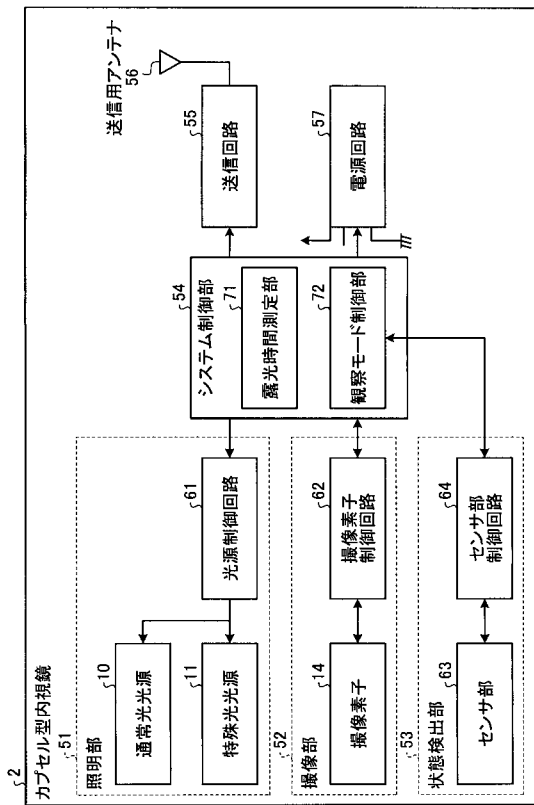 2
カプセル型内視鏡
51
照明部
10
通常光光源
11
特殊光光源
61
光源制御回路
52
撮像部
14
撮像素子
62
撮像素子
制御回路
53
状態検出部
63
センサ部
64
センサ部
制御回路
54
システム制御部
71
露光時間測定部
72
観察モード制御部
送信用アンテナ
56
55
送信回路
57
電源回路